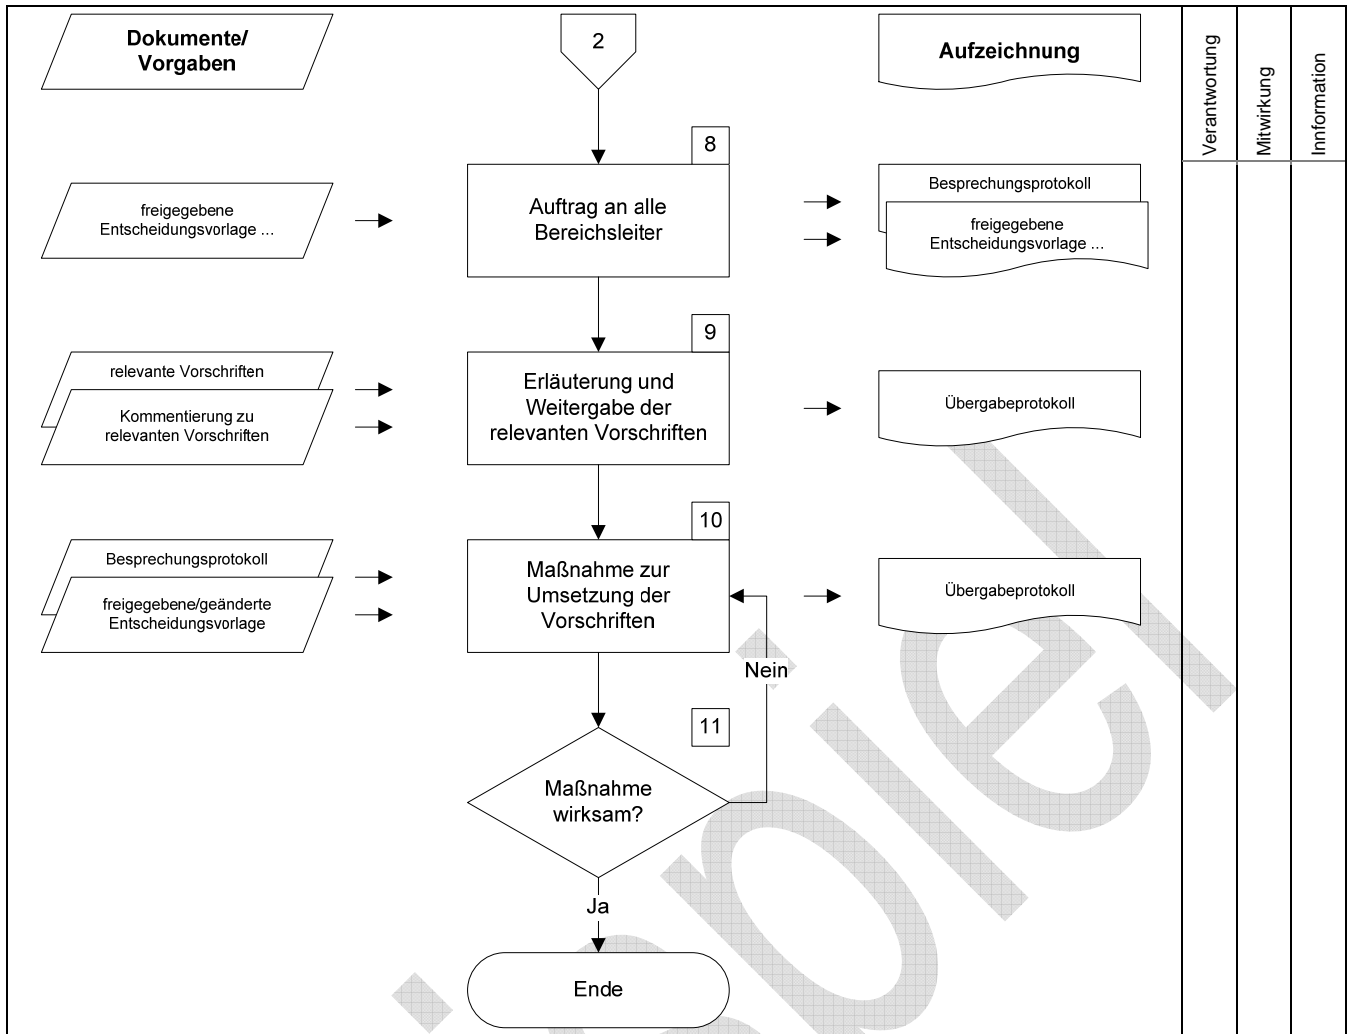 Dokumente/
Vorgaben
2
Aufzeichnung
Verantwortung
Mitwirkung
Innformation
8
freigegebene
Entscheidungsvorlage ...
Auftrag an alle
Bereichsleiter
Besprechungsprotokoll
freigegebene
Entscheidungsvorlage ...
9
relevante Vorschriften
Kommentierung zu
relevanten Vorschriften
Erläuterung und
Weitergabe der
relevanten Vorschriften
Übergabeprotokoll
10
Besprechungsprotokoll
freigegebene/geänderte
Entscheidungsvorlage
Maßnahme zur
Umsetzung der
Vorschriften
Übergabeprotokoll
Nein
11
Maßnahme
wirksam?
Ja
Ende